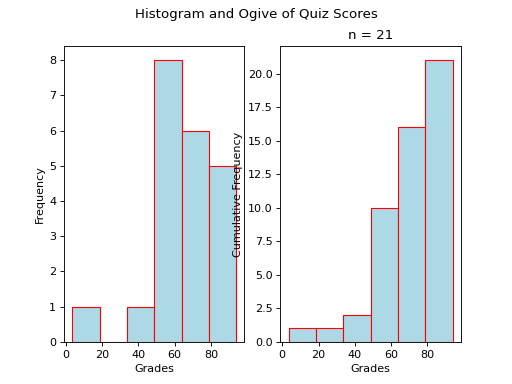 Histogram and Ogive of Quiz Scores
8
7
6
5
4
3
2
1
0
Frequency
0 20 40 60 80
Grades
n = 21
20.0
17.5
15.0
12.5
10.0
7.5
5.0
2.5
0.0
Cumulative Frequency
0 20 40 60 80
Grades